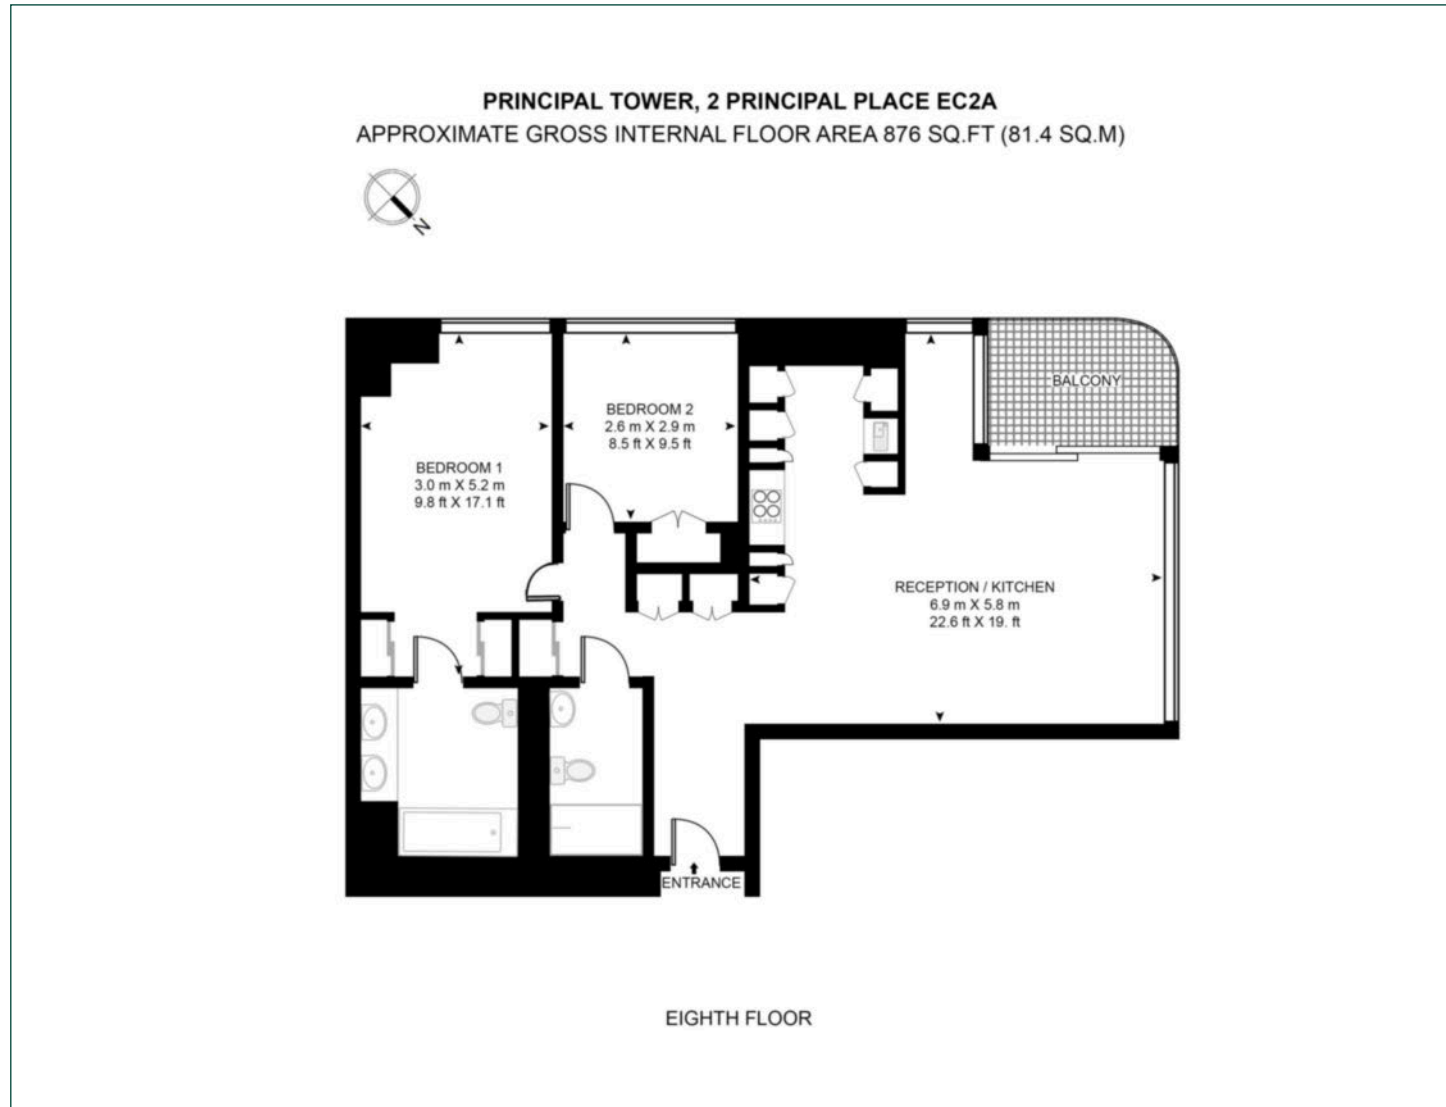 PRINCIPAL TOWER, 2 PRINCIPAL PLACE EC2A
APPROXIMATE GROSS INTERNAL FLOOR AREA 876 SQ.FT (81.4 SQ.M)
N
BALCONY
BEDROOM 2
2.6 m X 2.9 m
8.5 ft X 9.5 ft
BEDROOM 1
3.0 m X 5.2 m
9.8 ft X 17.1 ft
RECEPTION / KITCHEN
6.9 m X 5.8 m
22.6 ft X 19. ft
ENTRANCE
EIGHTH FLOOR